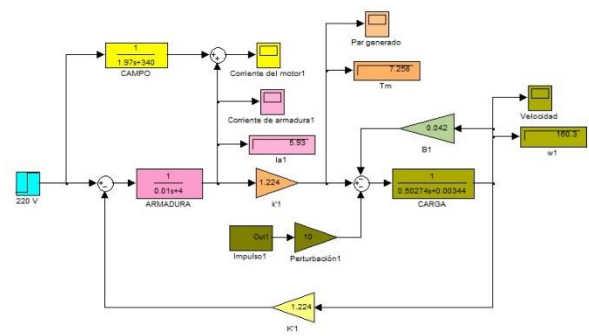 1
1.97s+340
CAMPO
Corriente del motor1
Par generado
7.258
Tm
Corriente de armadura1
5.93
Ia1
Velocidad
160.3
w1
0.042
B1
220 V
1
0.01s+4
ARMADURA
1.224
k'1
1
0.50274s+0.00344
CARGA
Out1
Impulso1
10
Perturbación1
1.224
K'1